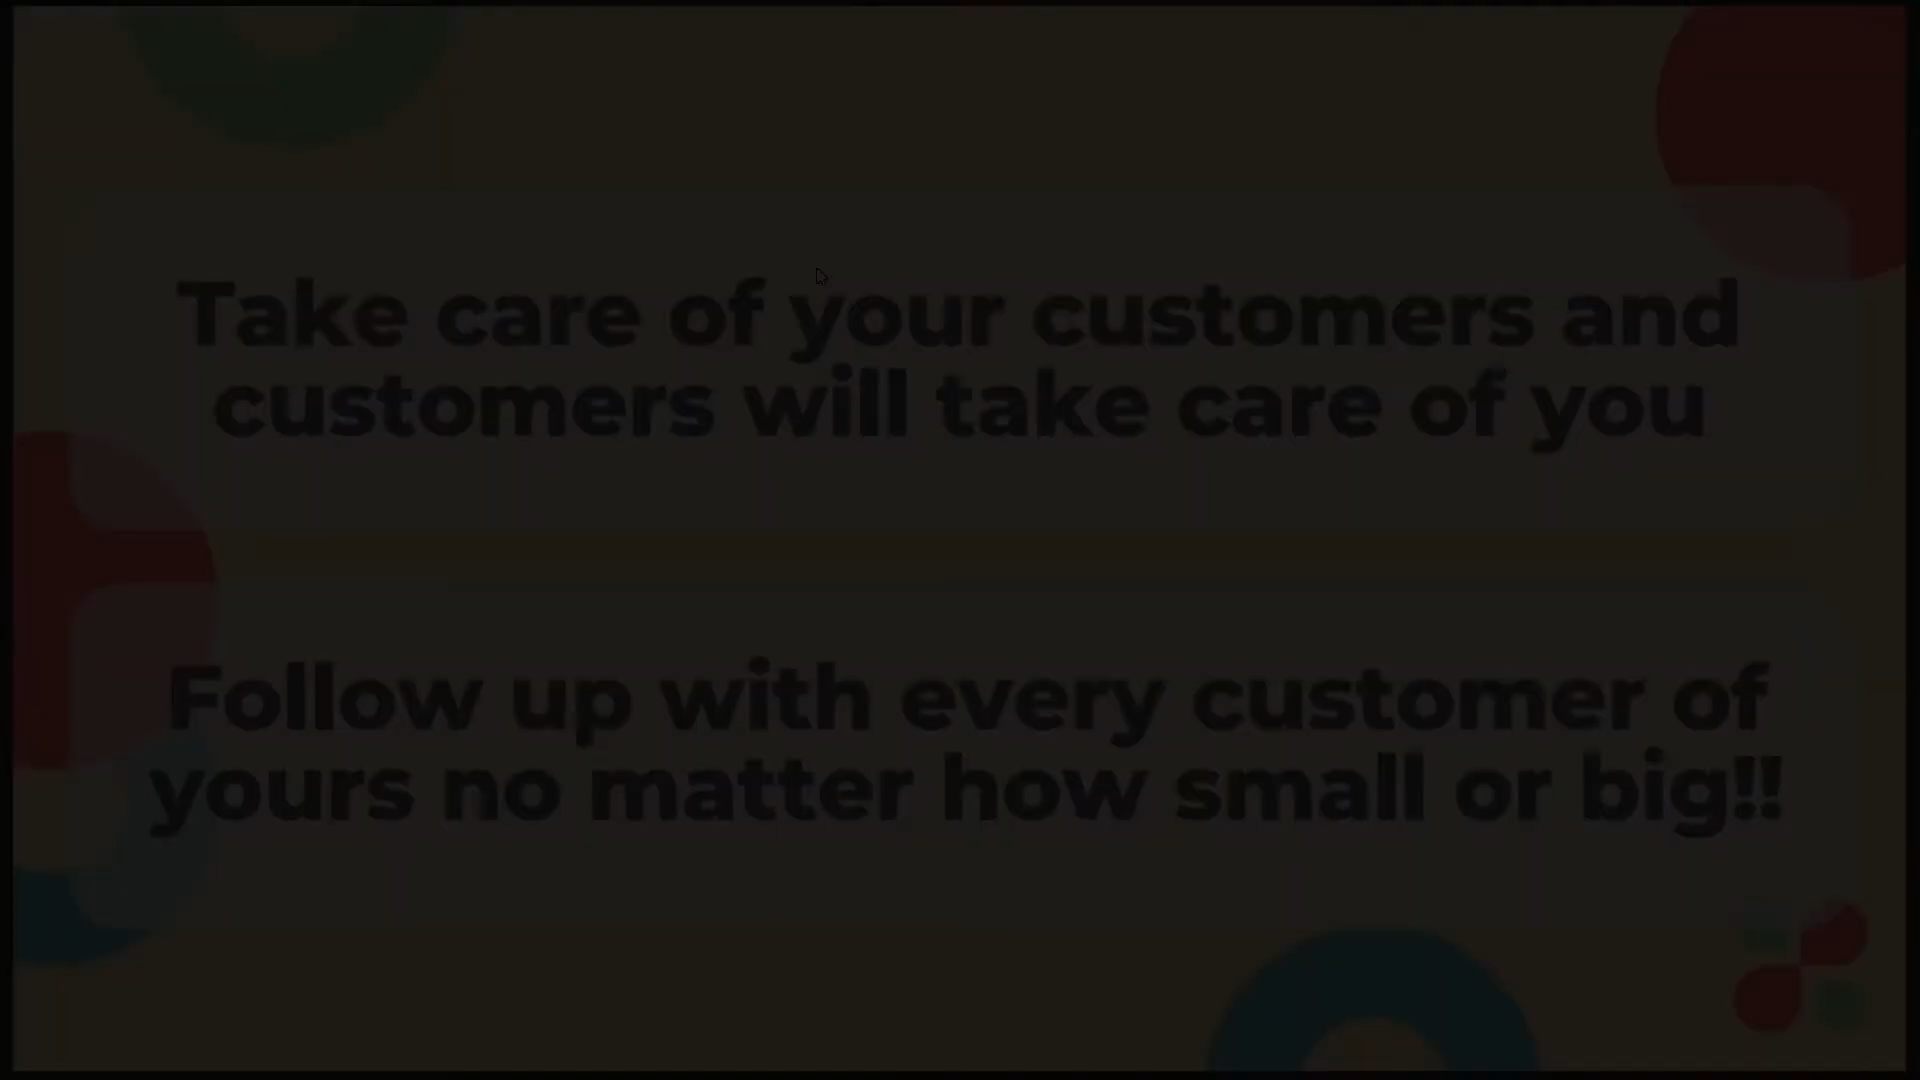 Take care of your customers and
customers will take care of you
Follow up with every customer of
yours no matter how small or big!!